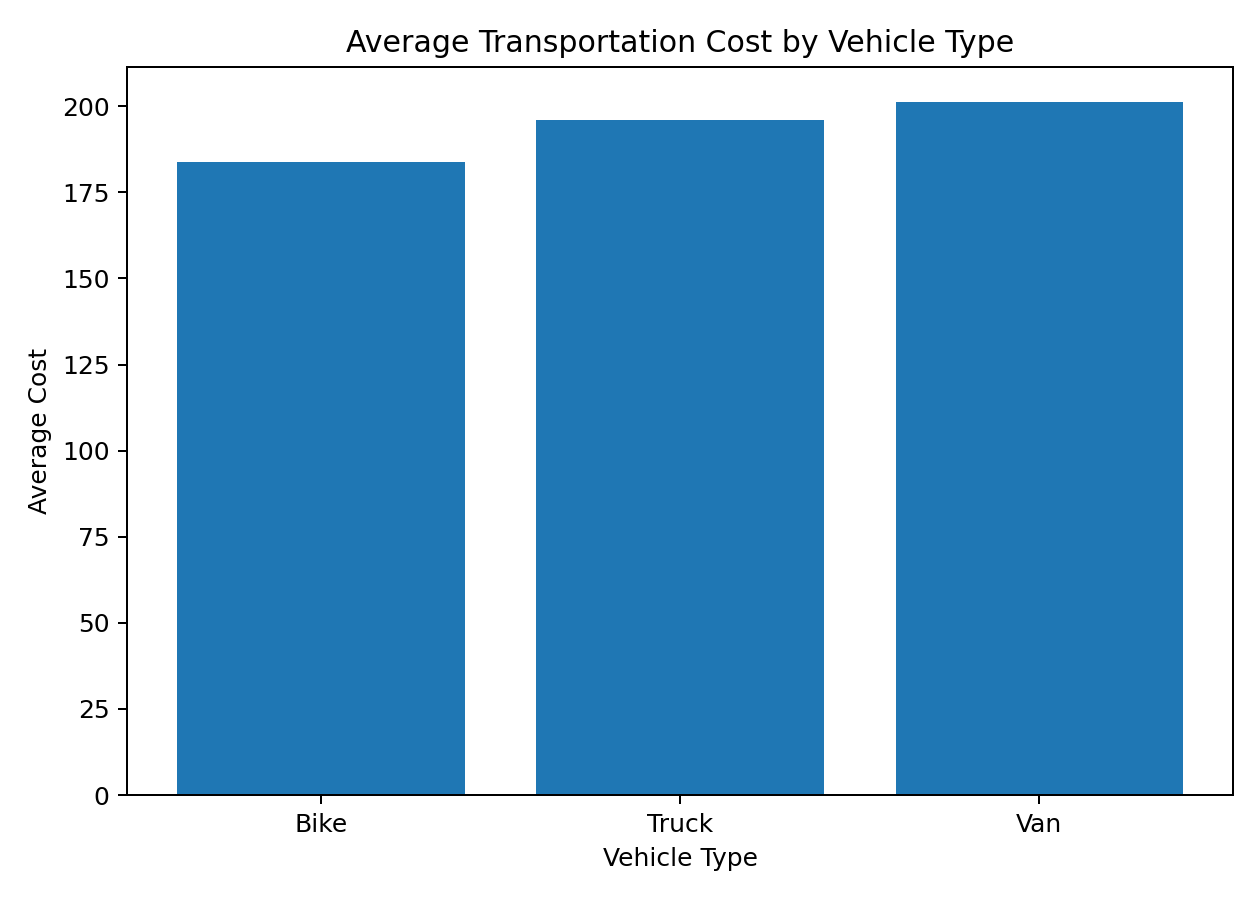 Average Transportation Cost by Vehicle Type
200
175
150
125
100
75
50
25
0
Average Cost
Bike Truck Van
Vehicle Type